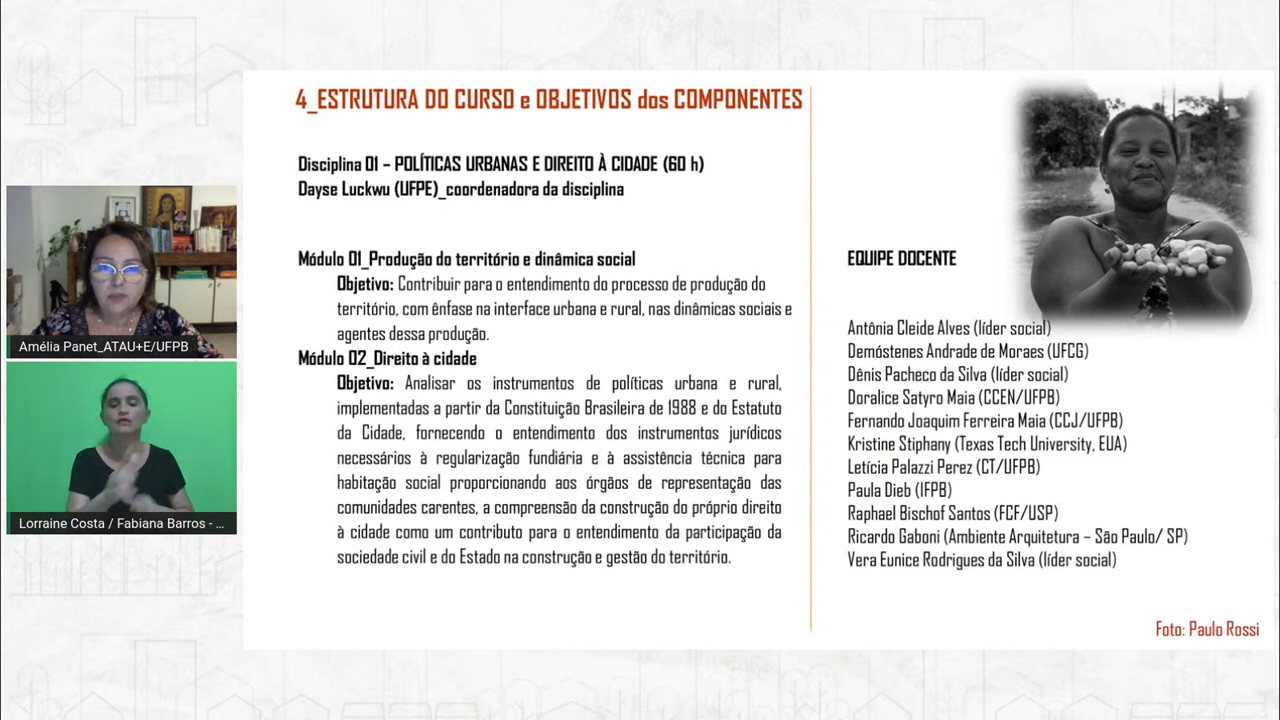 4_ESTRUTURA DO CURSO e OBJETIVOS dos COMPONENTES
Disciplina 01 – POLÍTICAS URBANAS E DIREITO À CIDADE (60 h)
Dayse Luckwu (UFPE)_coordenadora da disciplina
Módulo 01_Produção do território e dinâmica social
Objetivo: Contribuir para o entendimento do processo de produção do
território, com ênfase na interface urbana e rural, nas dinâmicas sociais e
agentes dessa produção.
Módulo 02_Direito à cidade
Objetivo: Analisar os instrumentos de políticas urbana e rural,
implementadas a partir da Constituição Brasileira de 1988 e do Estatuto
da Cidade, fornecendo o entendimento dos instrumentos jurídicos
necessários à regularização fundiária e à assistência técnica para
habitação social proporcionando aos órgãos de representação das
comunidades carentes, a compreensão da construção do próprio direito
à cidade como um contributo para o entendimento da participação da
sociedade civil e do Estado na construção e gestão do território.
EQUIPE DOCENTE
Antônia Cleide Alves (líder social)
Demóstenes Andrade de Moraes (UFCG)
Dênis Pacheco da Silva (líder social)
Doralice Satyro Maia (CCEN/UFPB)
Fernando Joaquim Ferreira Maia (CCJ/UFPB)
Kristine Stiphany (Texas Tech University, EUA)
Letícia Palazzi Perez (CT/UFPB)
Paula Dieb (IFPB)
Raphael Bischof Santos (FCF/USP)
Ricardo Gaboni (Ambiente Arquitetura – São Paulo/ SP)
Vera Eunice Rodrigues da Silva (líder social)
Foto: Paulo Rossi
Amélia Panet_ATAU+E/UFPB
Lorraine Costa / Fabiana Barros - ...